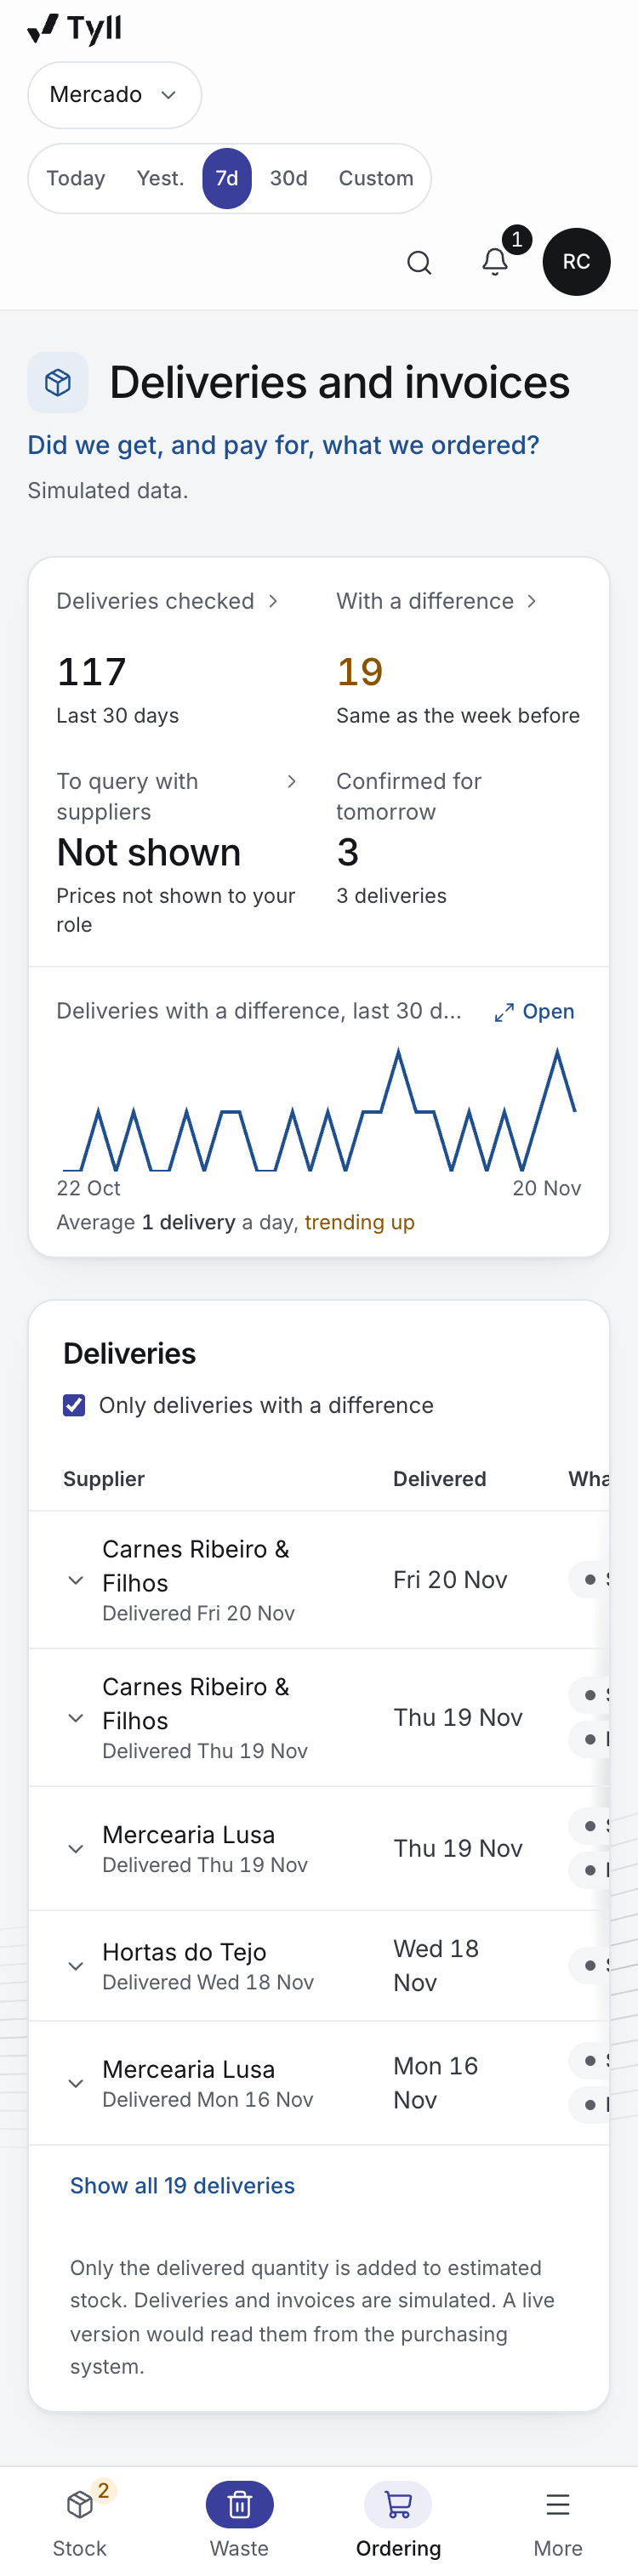 Tyll
Mercado
Today Yest. 7d 30d Custom
1
RC
Deliveries and invoices
Did we get, and pay for, what we ordered?
Simulated data.
Deliveries checked
117
Last 30 days
With a difference
19
Same as the week before
To query with
suppliers
Not shown
Prices not shown to your
role
Confirmed for
tomorrow
3
3 deliveries
Deliveries with a difference, last 30 d...
Open
22 Oct
20 Nov
Average 1 delivery a day, trending up
Deliveries
Only deliveries with a difference
Supplier Delivered
Carnes Ribeiro &
Filhos
Delivered Fri 20 Nov
Fri 20 Nov
Carnes Ribeiro &
Filhos
Delivered Thu 19 Nov
Thu 19 Nov
Mercearia Lusa
Delivered Thu 19 Nov
Thu 19 Nov
Hortas do Tejo
Delivered Wed 18 Nov
Wed 18
Nov
Mercearia Lusa
Delivered Mon 16 Nov
Mon 16
Nov
Show all 19 deliveries
Only the delivered quantity is added to estimated
stock. Deliveries and invoices are simulated. A live
version would read them from the purchasing
system.
2
Stock Waste Ordering More